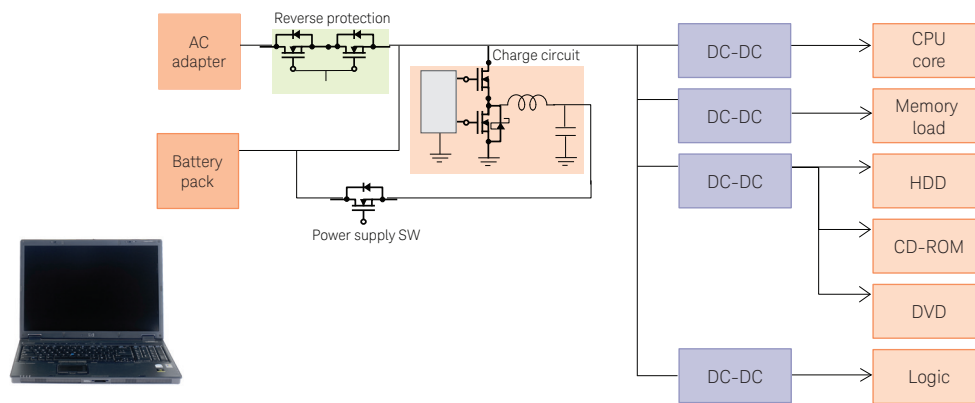 Reverse protection
AC
adapter
Charge circuit
DC-DC
CPU
core
DC-DC
Memory
load
Battery
pack
DC-DC
HDD
Power supply SW
CD-ROM
DVD
DC-DC
Logic